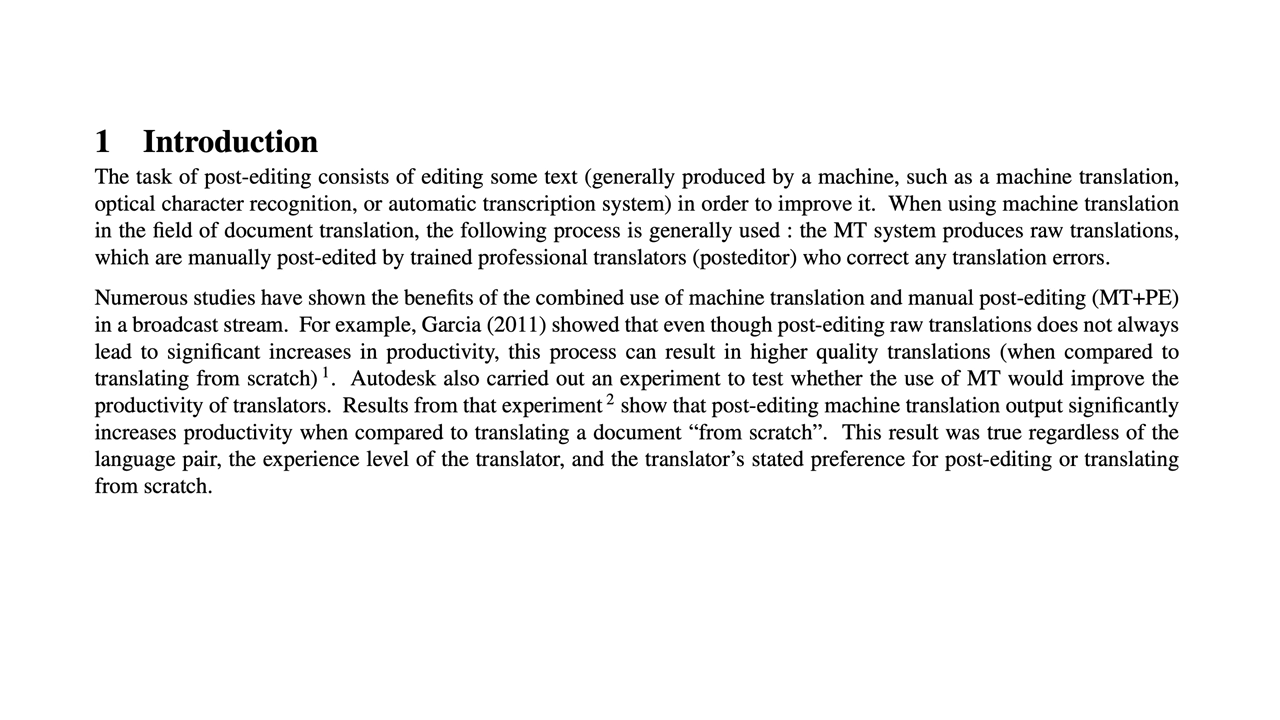 1 Introduction
The task of post-editing consists of editing some text (generally produced by a machine, such as a machine translation,
optical character recognition, or automatic transcription system) in order to improve it. When using machine translation
in the field of document translation, the following process is generally used : the MT system produces raw translations,
which are manually post-edited by trained professional translators (posteditor) who correct any translation errors.
Numerous studies have shown the benefits of the combined use of machine translation and manual post-editing (MT+PE)
in a broadcast stream. For example, Garcia (2011) showed that even though post-editing raw translations does not always
lead to significant increases in productivity, this process can result in higher quality translations (when compared to
translating from scratch) 1. Autodesk also carried out an experiment to test whether the use of MT would improve the
productivity of translators. Results from that experiment 2 show that post-editing machine translation output significantly
increases productivity when compared to translating a document “from scratch”. This result was true regardless of the
language pair, the experience level of the translator, and the translator’s stated preference for post-editing or translating
from scratch.